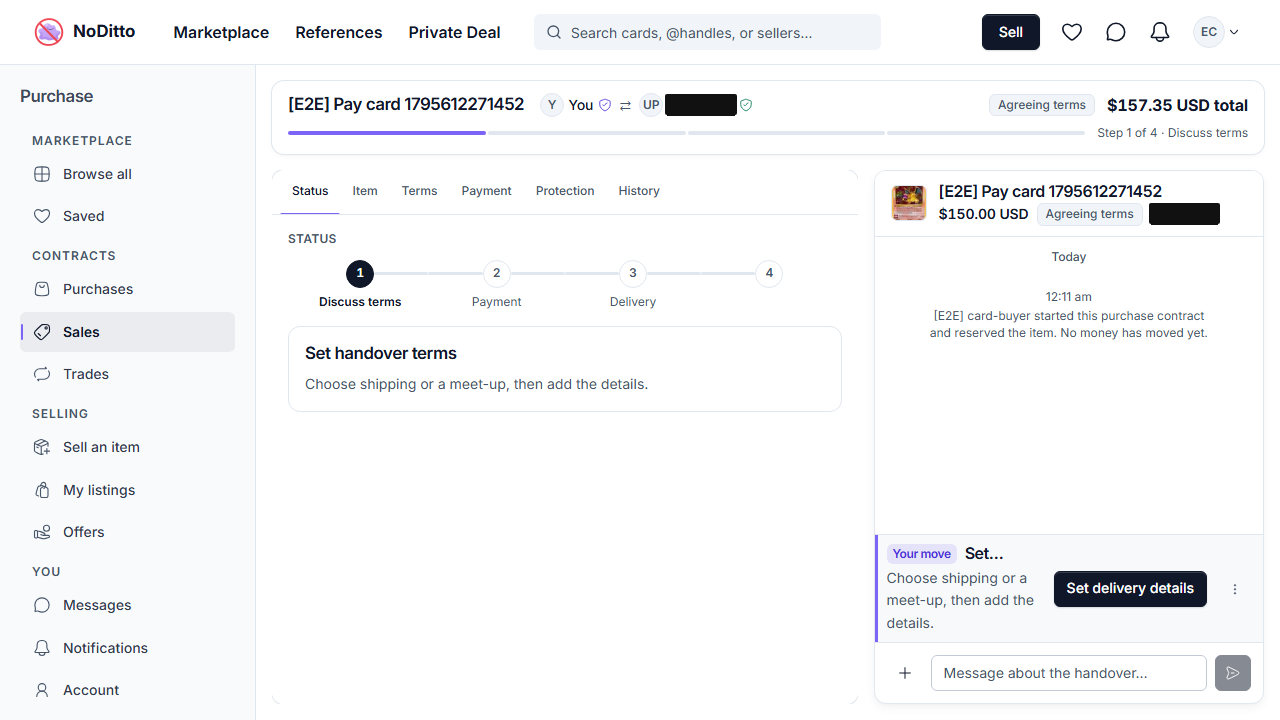 NoDitto
Marketplace
References
Private Deal
Search cards, @handles, or sellers...
Sell
EC
Purchase
MARKETPLACE
Browse all
Saved
CONTRACTS
Purchases
Sales
Trades
SELLING
Sell an item
My listings
Offers
YOU
Messages
Notifications
Account
[E2E] Pay card 1795612271452
Y You
UP
Agreeing terms
$157.35 USD total
Step 1 of 4 · Discuss terms
Status
Item
Terms
Payment
Protection
History
STATUS
1
2
3
4
Discuss terms
Payment
Delivery
Set handover terms
Choose shipping or a meet-up, then add the details.
[E2E] Pay card 1795612271452
$150.00 USD
Agreeing terms
Today
12:11 am
[E2E] card-buyer started this purchase contract
and reserved the item. No money has moved yet.
Your move
Set...
Choose shipping or a
meet-up, then add the
details.
Set delivery details
Message about the handover...